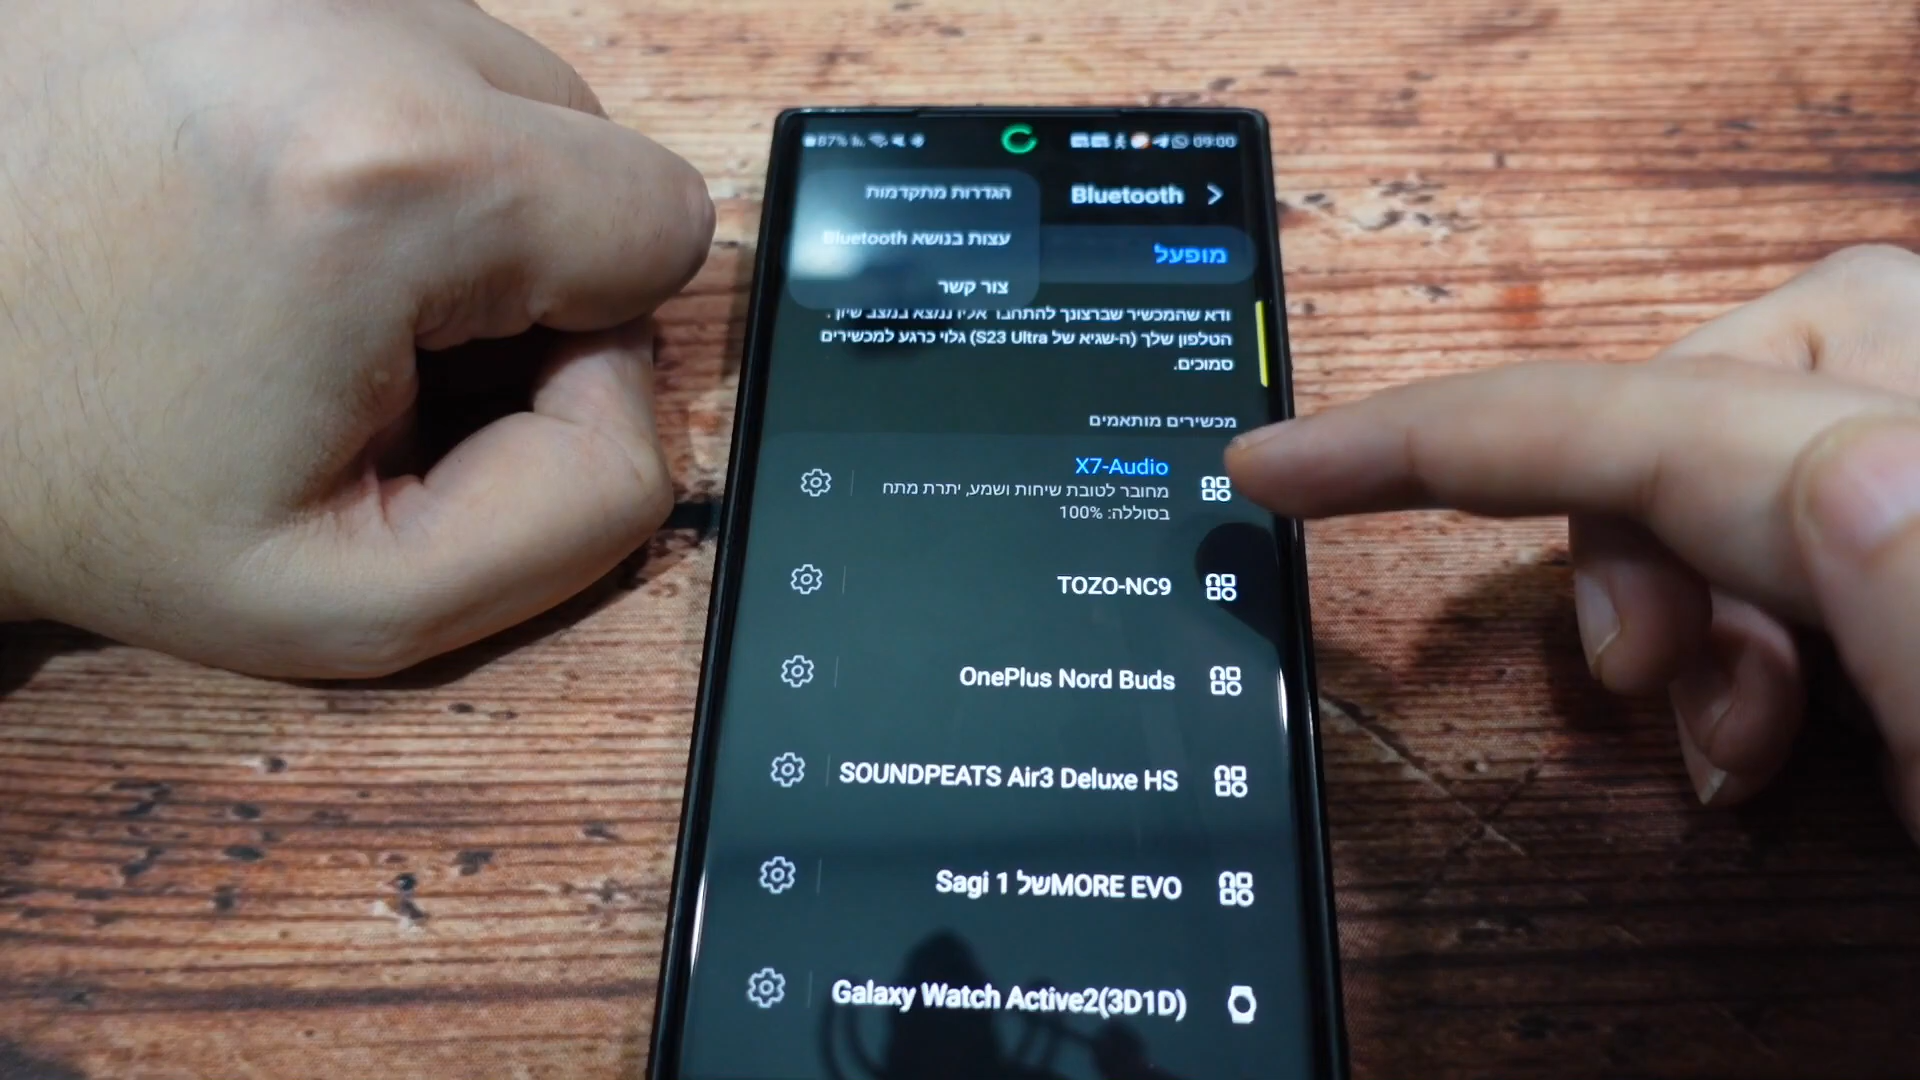 87% 09:00
Bluetooth
הגדרות מתקדמות
עצות בנושא Bluetooth
צור קשר
מופעל
ודא שהמכשיר שברצונך להתחבר אליו נמצא במצב שיוך.
הטלפון שלך (ה-שגיא של S23 Ultra) גלוי כרגע למכשירים
סמוכים.
מכשירים מותאמים
X7-Audio
מחובר לטובת שיחות ושמע, יתרת מתח
בסוללה: 100%
TOZO-NC9
OnePlus Nord Buds
SOUNDPEATS Air3 Deluxe HS
Sagi 1 שלMORE EVO
Galaxy Watch Active2(3D1D)